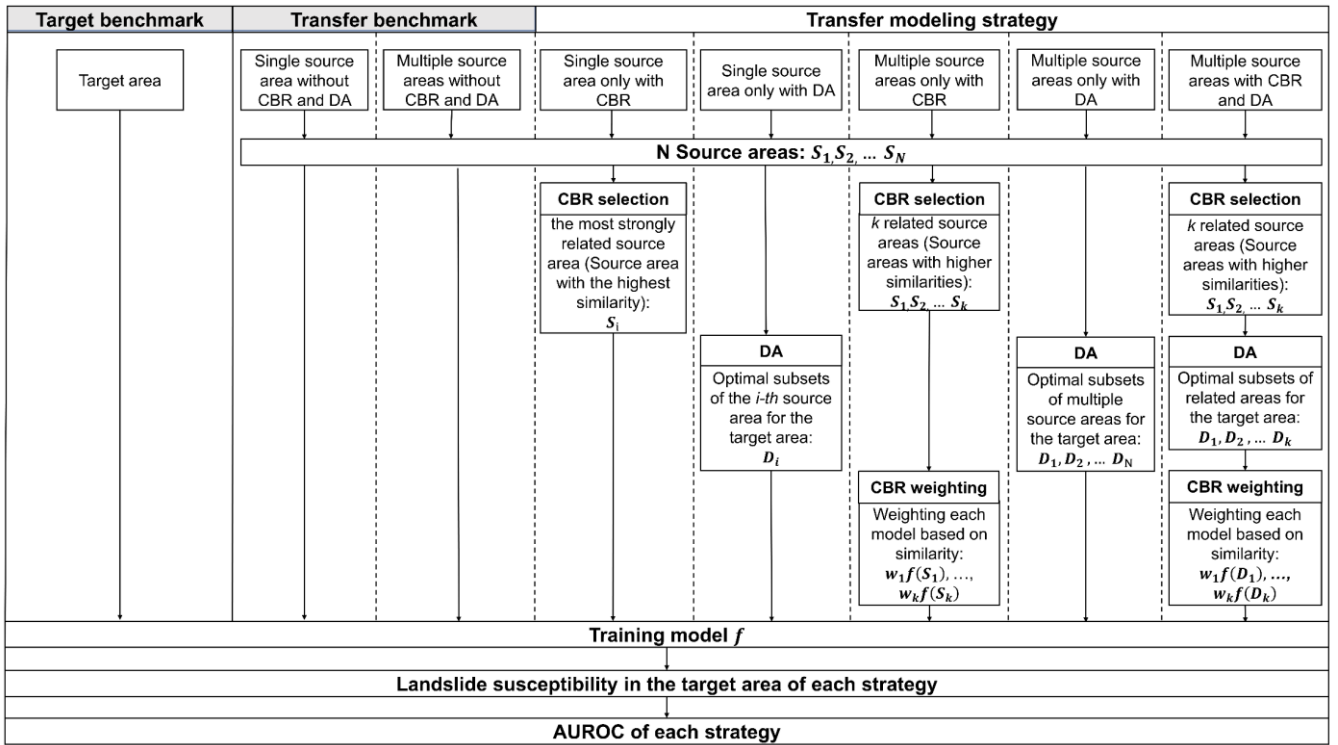 Target benchmark
Transfer benchmark
Transfer modeling strategy
Target area
Single source
area without
CBR and DA
Multiple source
areas without
CBR and DA
Single source
area only with
CBR
Single source
area only with DA
Multiple source
areas only with
CBR
Multiple source
areas only with
DA
Multiple source
areas with CBR
and DA
N Source areas: S₁,S₂, ... S_N
CBR selection
the most strongly
related source
area (Source area
with the highest
similarity):
Sᵢ
CBR selection
k related source
areas (Source
areas with higher
similarities):
S₁,S₂, ... Sₖ
CBR selection
k related source
areas (Source
areas with higher
similarities):
S₁,S₂, ... Sₖ
DA
Optimal subsets
of the i-th source
area for the
target area:
Dᵢ
DA
Optimal subsets
of multiple
source areas for
the target area:
D₁, D₂ , ... D_N
DA
Optimal subsets of
related areas for
the target area:
D₁, D₂ , ... Dₖ
CBR weighting
Weighting each
model based on
similarity:
w₁f(S₁), ...,
wₖf(Sₖ)
CBR weighting
Weighting each
model based on
similarity:
w₁f(D₁), ...,
wₖf(Dₖ)
Training model f
Landslide susceptibility in the target area of each strategy
AUROC of each strategy